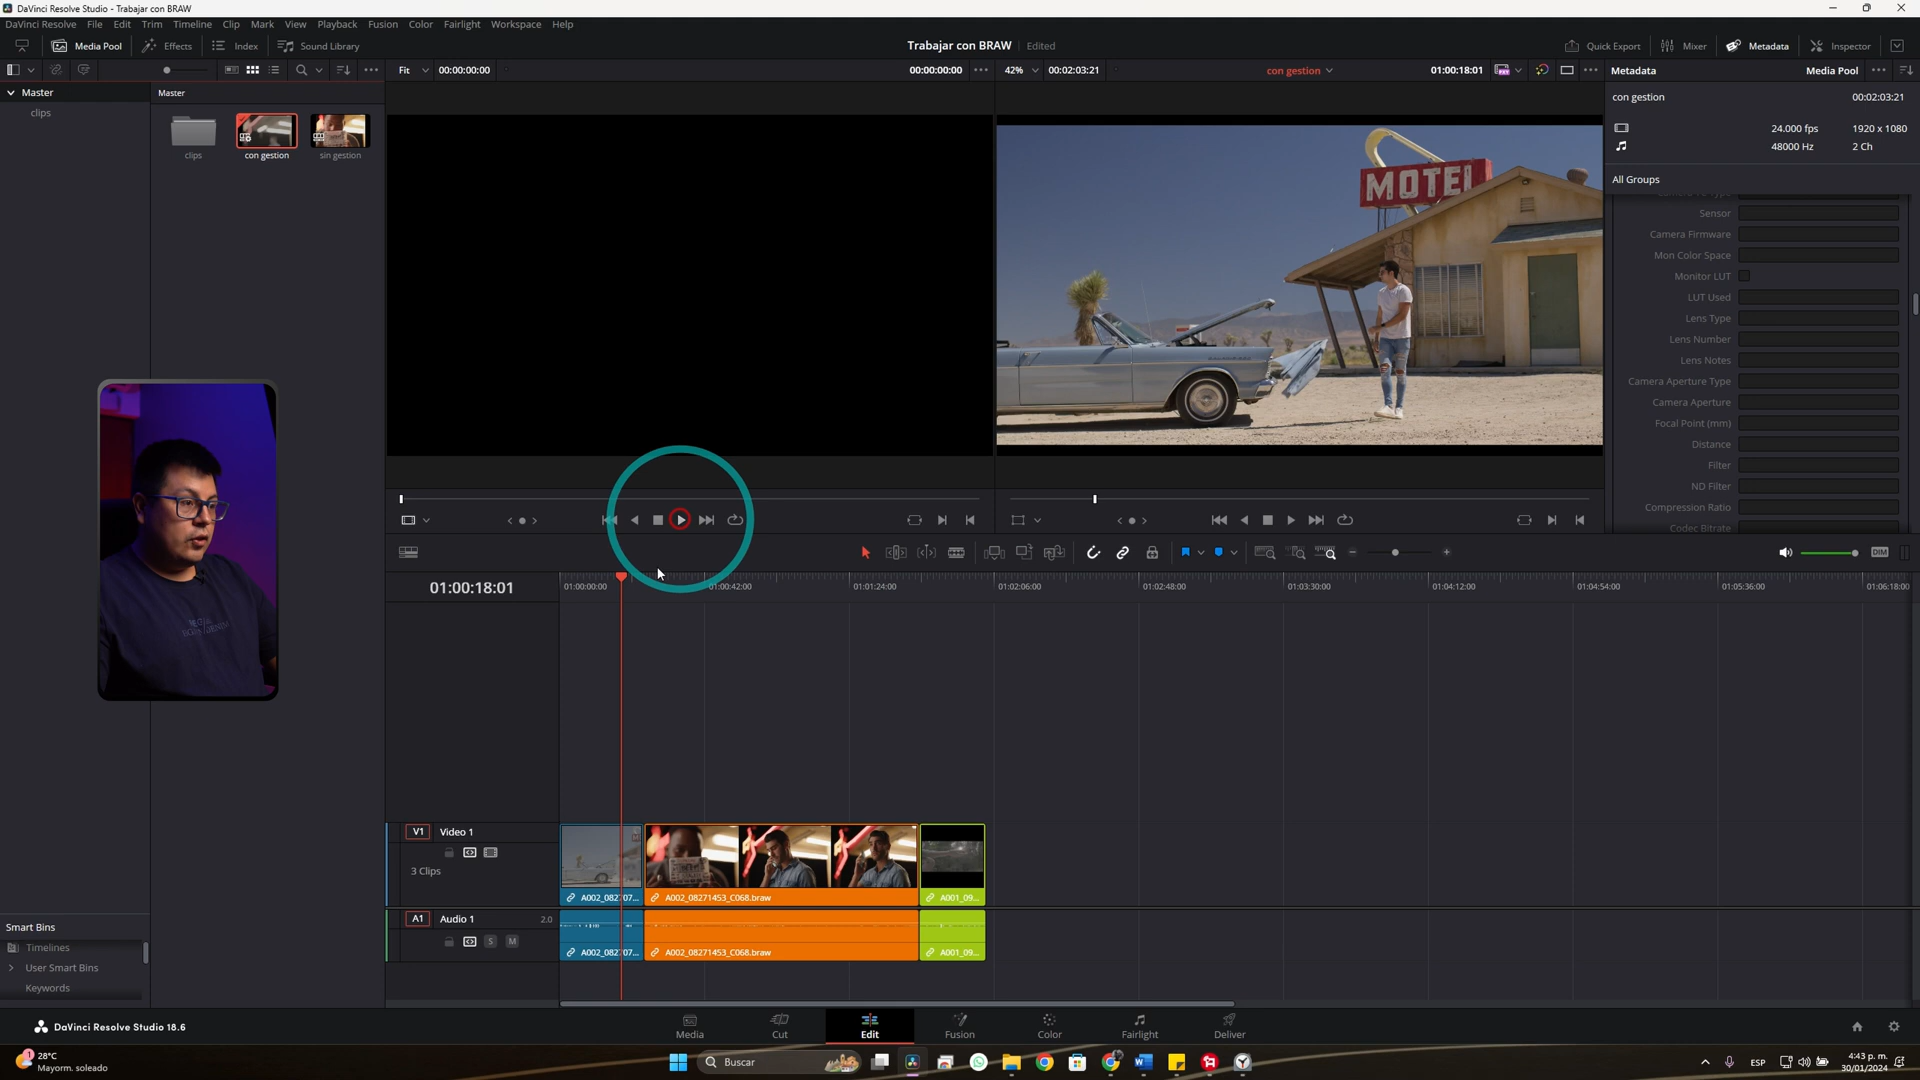 DaVinci Resolve Studio - Trabajar con BRAW
DaVinci Resolve File Edit Trim Timeline Clip Mark View Playback Fusion Color Fairlight Workspace Help
Media Pool Effects Index Sound Library Trabajar con BRAW Edited Quick Export Mixer Metadata Inspector
Fit 00:00:00:00 00:00:00:00 42% 00:02:03:21 con gestion 01:00:18:01 Metadata Media Pool
Master
clips
Master
clips
con gestion
sin gestion
MOTEL
con gestion 00:02:03:21
24.000 fps 1920 x 1080
48000 Hz 2 Ch
All Groups
Sensor
Camera Firmware
Mon Color Space
Monitor LUT
LUT Used
Lens Type
Lens Number
Lens Notes
Camera Aperture Type
Camera Aperture
Focal Point (mm)
Distance
Filter
ND Filter
Compression Ratio
Codec Bitrate
DIM
01:00:18:01
01:00:00:00 01:00:42:00 01:01:24:00 01:02:06:00 01:02:48:00 01:03:30:00 01:04:12:00 01:04:54:00 01:05:36:00 01:06:18:00
V1 Video 1
3 Clips
A002_08270­7... A002_08271453_C068.braw A001_09...
A1 Audio 1 2.0
S M
A002_08270­7... A002_08271453_C068.braw A001_09...
Smart Bins
Timelines
User Smart Bins
Keywords
DaVinci Resolve Studio 18.6
Media Cut Edit Fusion Color Fairlight Deliver
28°C
Mayorm. soleado
Buscar
ESP
4:43 p. m.
30/01/2024